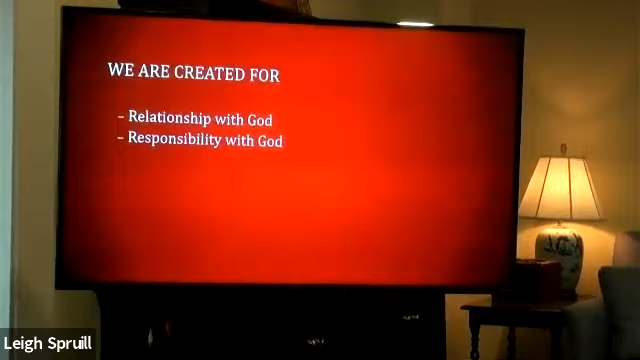 WE ARE CREATED FOR
– Relationship with God
– Responsibility with God
Leigh Spruill